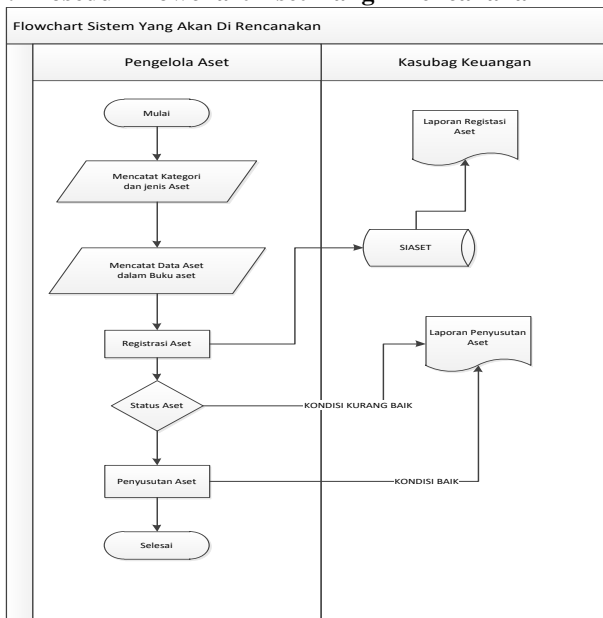 Flowchart Sistem Yang Akan Di Rencanakan
Pengelola Aset
Kasubag Keuangan
Mulai
Laporan Registasi
Aset
Mencatat Kategori
dan jenis Aset
Mencatat Data Aset
dalam Buku aset
SIASET
Registrasi Aset
Laporan Penyusutan
Aset
Status Aset
KONDISI KURANG BAIK
Penyusutan Aset
KONDISI BAIK
Selesai